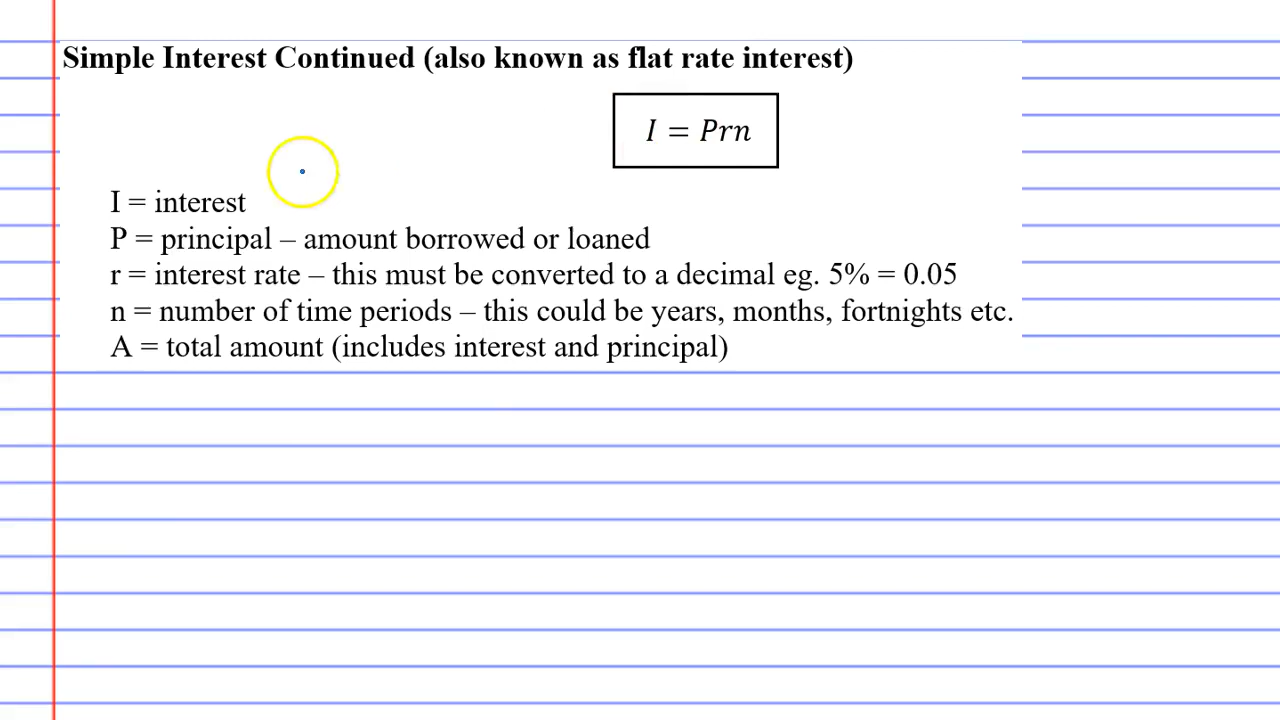 Simple Interest Continued (also known as flat rate interest)
I = Prn
I = interest
P = principal – amount borrowed or loaned
r = interest rate – this must be converted to a decimal eg. 5% = 0.05
n = number of time periods – this could be years, months, fortnights etc.
A = total amount (includes interest and principal)